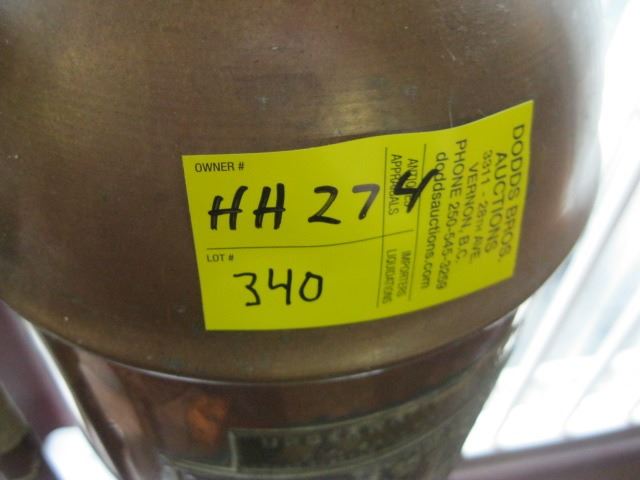 OWNER #
HH 274
LOT #
340
ANTIQUE
APPRAISALS
IMPORTERS
LIQUIDATIONS
DODDS BROS.
AUCTIONS
3311 - 28TH AVE.
VERNON, B.C.
PHONE 250-545-3259
doddsauctions.com